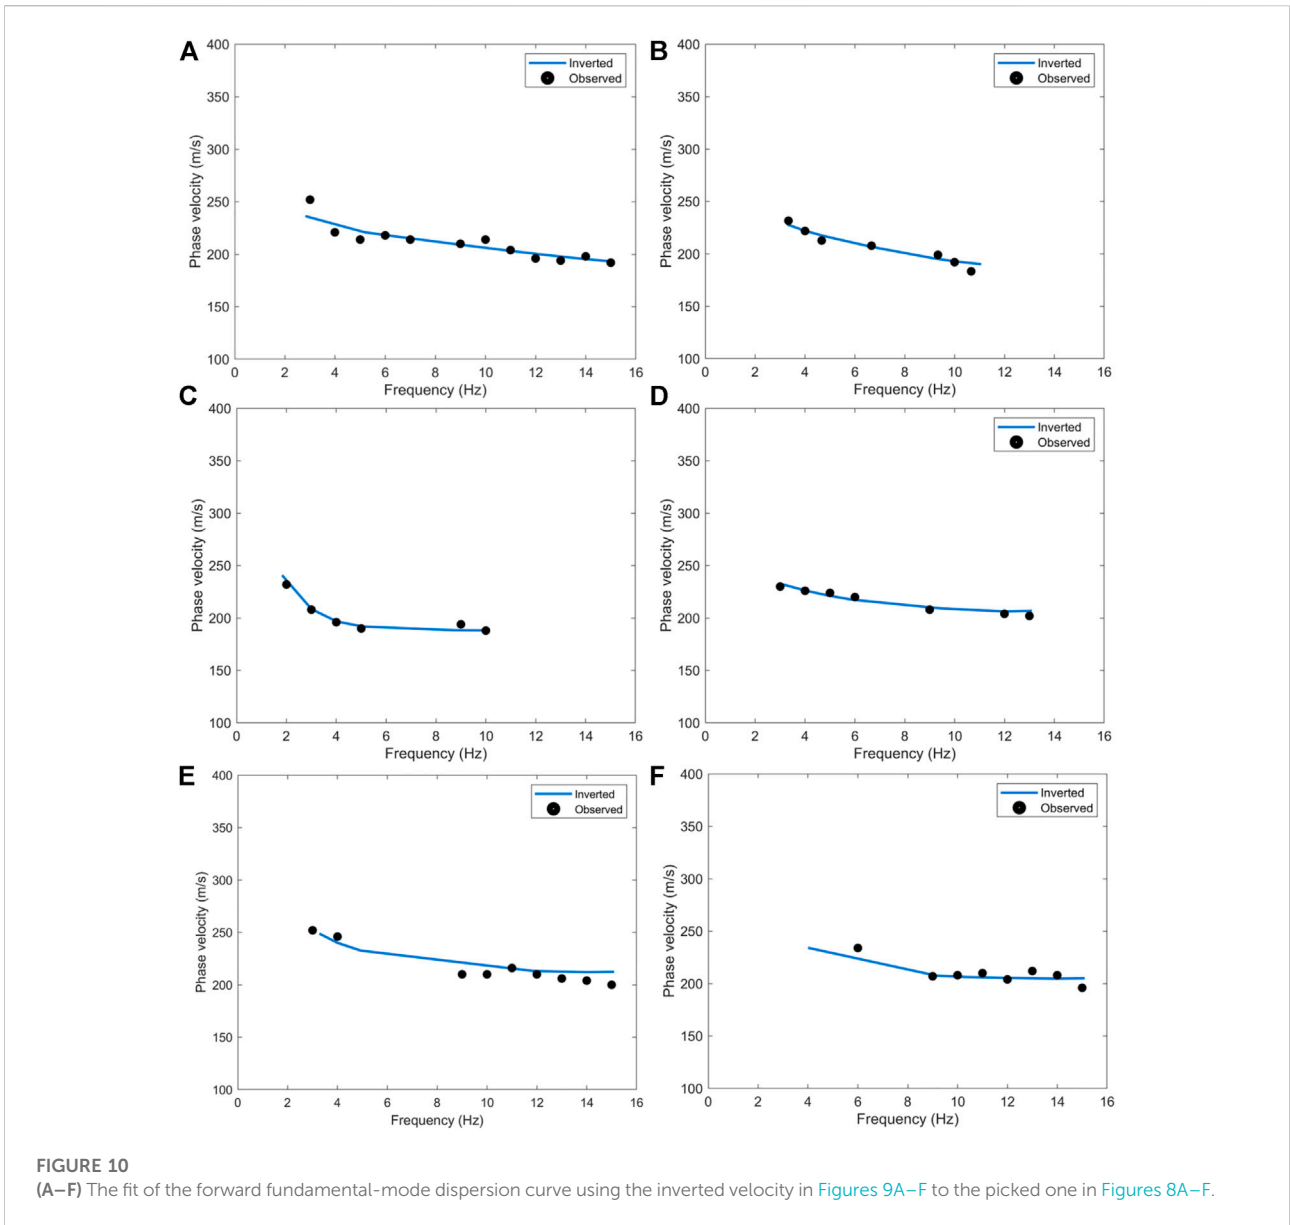 A
400
350
300
250
200
150
100
0 2 4 6 8 10 12 14 16
Phase velocity (m/s)
Frequency (Hz)
Inverted
Observed
B
400
350
300
250
200
150
100
0 2 4 6 8 10 12 14 16
Phase velocity (m/s)
Frequency (Hz)
Inverted
Observed
C
400
350
300
250
200
150
100
0 2 4 6 8 10 12 14 16
Phase velocity (m/s)
Frequency (Hz)
D
400
350
300
250
200
150
100
0 2 4 6 8 10 12 14 16
Phase velocity (m/s)
Frequency (Hz)
Inverted
Observed
E
400
350
300
250
200
150
100
0 2 4 6 8 10 12 14 16
Phase velocity (m/s)
Frequency (Hz)
Inverted
Observed
F
400
350
300
250
200
150
100
0 2 4 6 8 10 12 14 16
Phase velocity (m/s)
Frequency (Hz)
Inverted
Observed
FIGURE 10
(A–F) The fit of the forward fundamental-mode dispersion curve using the inverted velocity in Figures 9A–F to the picked one in Figures 8A–F.